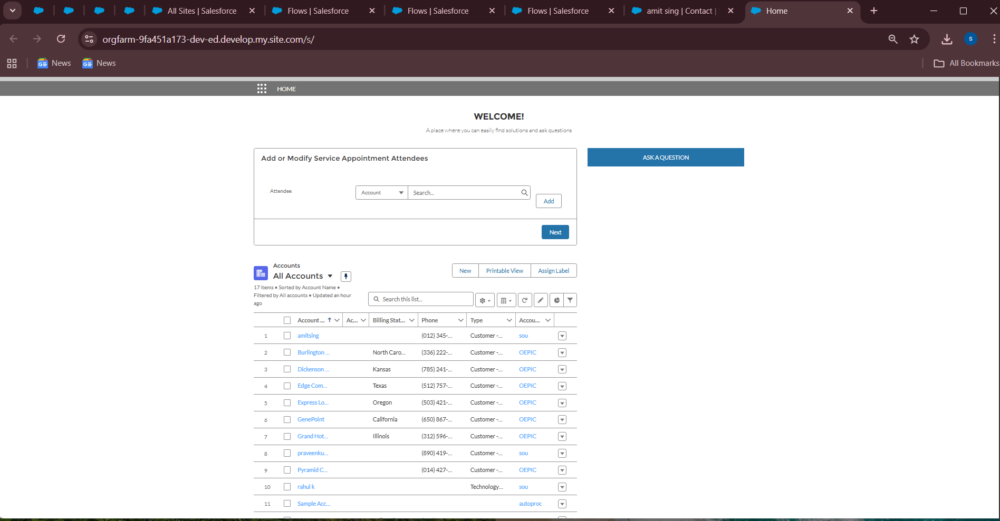 All Sites | Salesforce
Flows | Salesforce
Flows | Salesforce
Flows | Salesforce
amit sing | Contact |
Home
orgfarm-9fa451a173-dev-ed.develop.my.site.com/s/
S
News
News
All Bookmarks
HOME
WELCOME!
A place where you can easily find solutions and ask questions
Add or Modify Service Appointment Attendees
ASK A QUESTION
Attendee
Account
Search...
Add
Next
Accounts
All Accounts
New
Printable View
Assign Label
17 items • Sorted by Account Name •
Filtered by All accounts • Updated an hour
ago
Search this list...
Account ... Ac... Billing Stat... Phone Type Accou...
1 amitsing (012) 345-... Customer -... sou
2 Burlington ... North Caro... (336) 222-... Customer -... OEPIC
3 Dickenson ... Kansas (785) 241-... Customer -... OEPIC
4 Edge Com... Texas (512) 757-... Customer -... OEPIC
5 Express Lo... Oregon (503) 421-... Customer -... OEPIC
6 GenePoint California (650) 867-... Customer -... OEPIC
7 Grand Hot... Illinois (312) 596-... Customer -... OEPIC
8 praveenku... (890) 419-... Customer -... sou
9 Pyramid C... (014) 427-... Customer -... OEPIC
10 rahul k Technology... sou
11 Sample Acc... autoproc